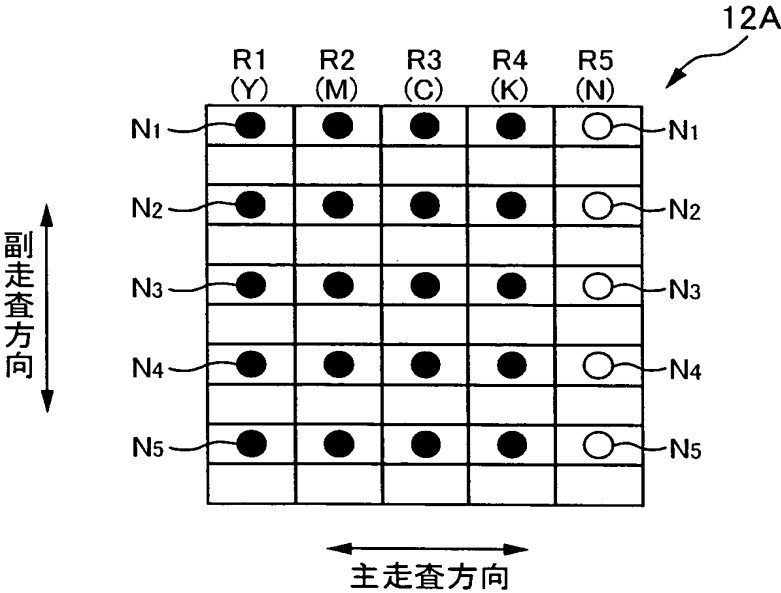 12A
R1 R2 R3 R4 R5
(Y) (M) (C) (K) (N)
N1 N1
N2 N2
N3 N3
N4 N4
N5 N5
副走査方向
主走査方向